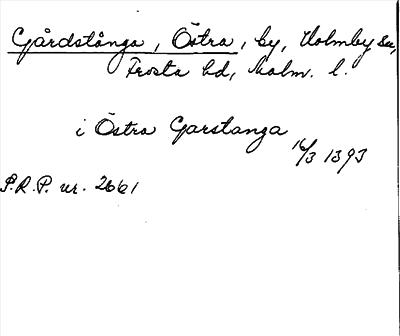 Gårdstånga, Östra, by, Holmby sn,
Frosta hd, Malm. l.
i Östra Garstanga
16/3 1393
S.R.P. nr. 2661